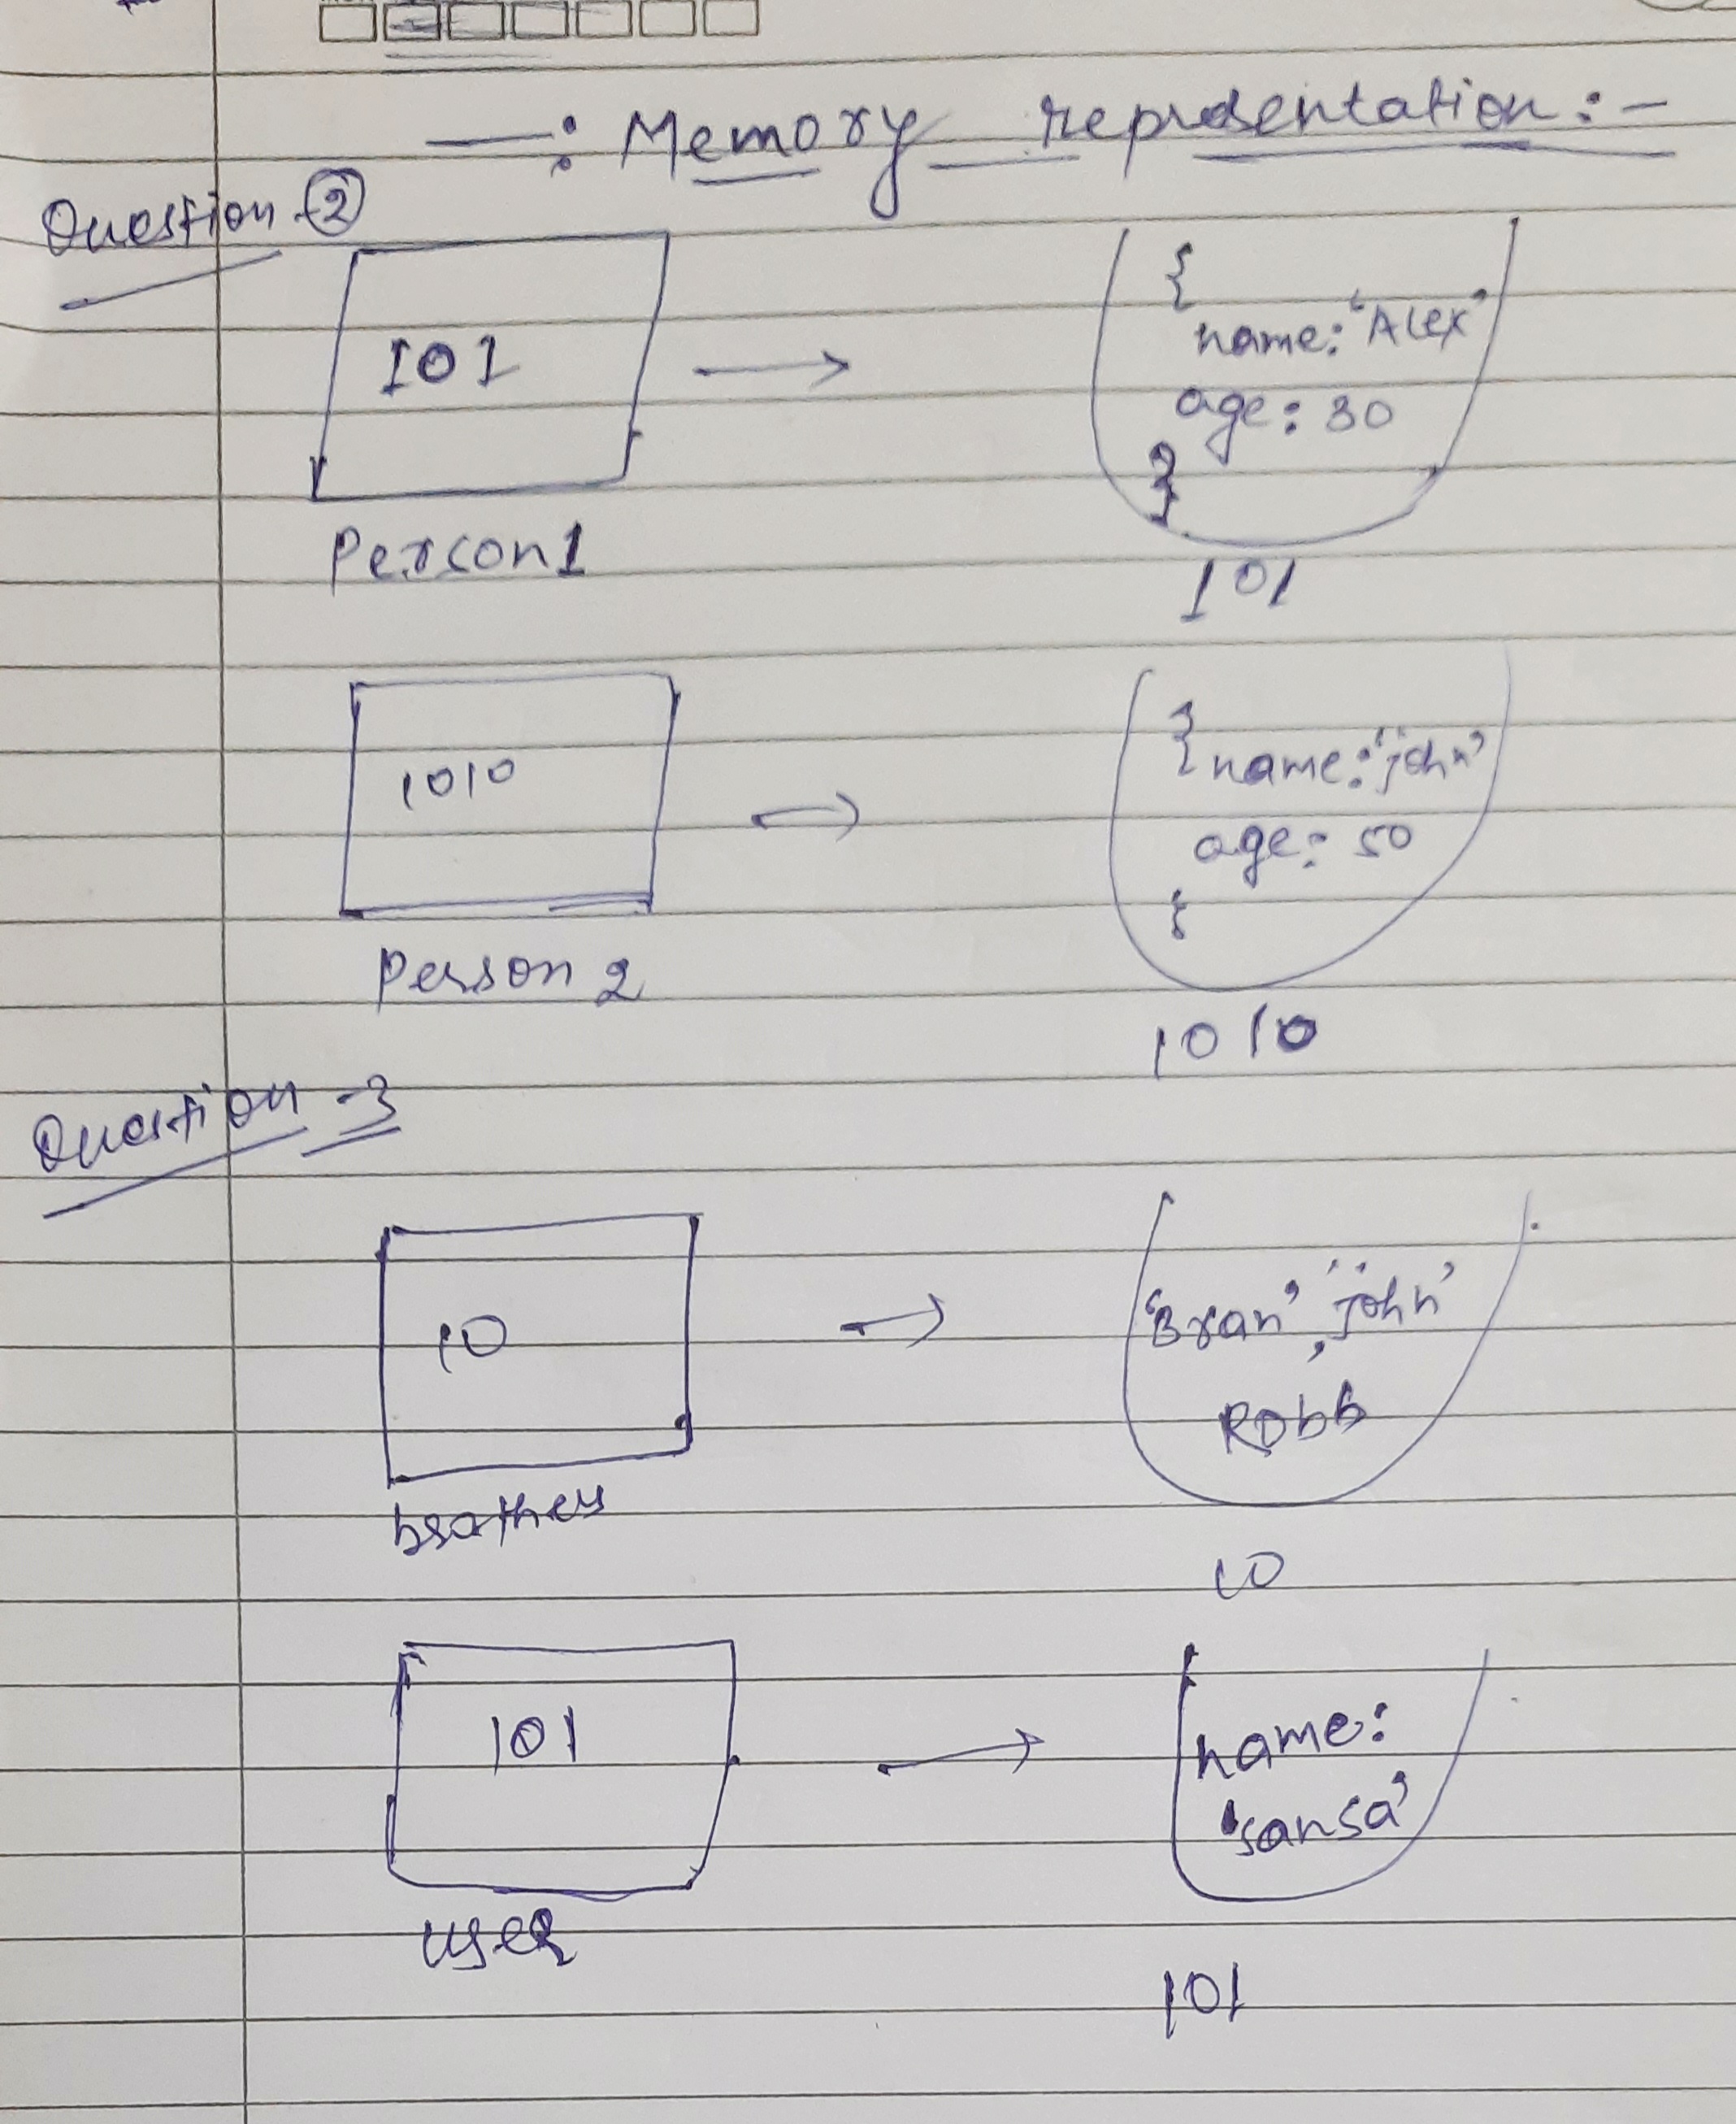 —: Memory representation: -
Question ②
101
{
name: 'Alex'
age: 30
}
Person1
101
1010
{ name: 'john'
age: 50
}
Person 2
1010
Question -3
10
'Bran', 'john'
Robb
brothers
10
101
name:
'sansa'
user
101